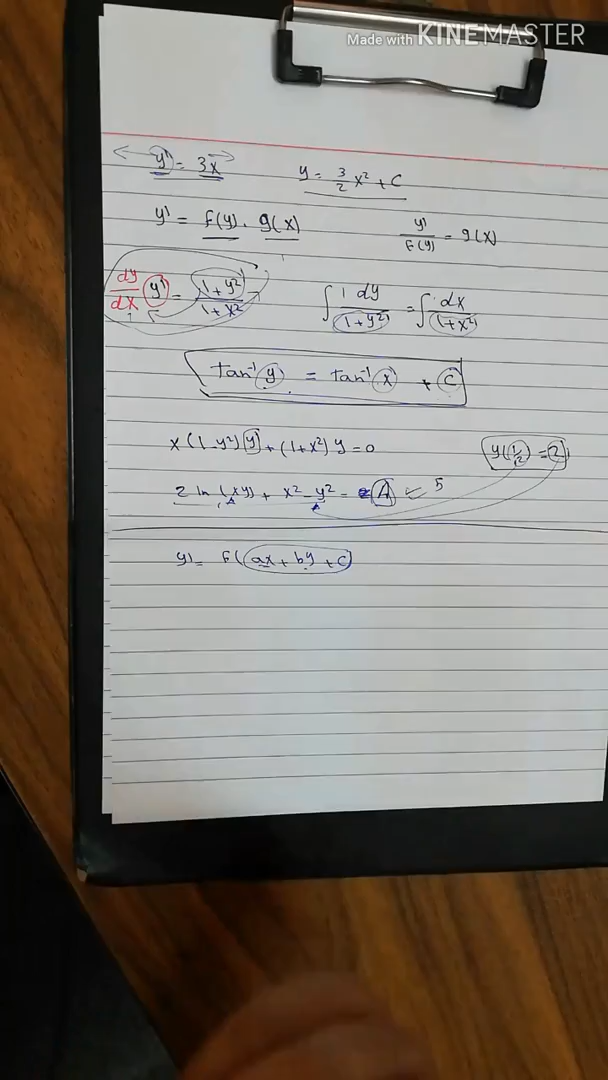 Made with KINEMASTER
y' = 3x    y = 3/2 x² + C
y' = f(y) . g(x)    y'/f(y) = g(x)
dy/dx y' = 1+y²/1+x²    ∫ 1 dy/(1+y²) = ∫ dx/(1+x²)
tan⁻¹ y = tan⁻¹ x + C
x(1-y²) y' + (1+x²) y = 0    y(1/2) = 2
2 ln (xy) + x² - y² = A    5
y' = f(ax + by + c)